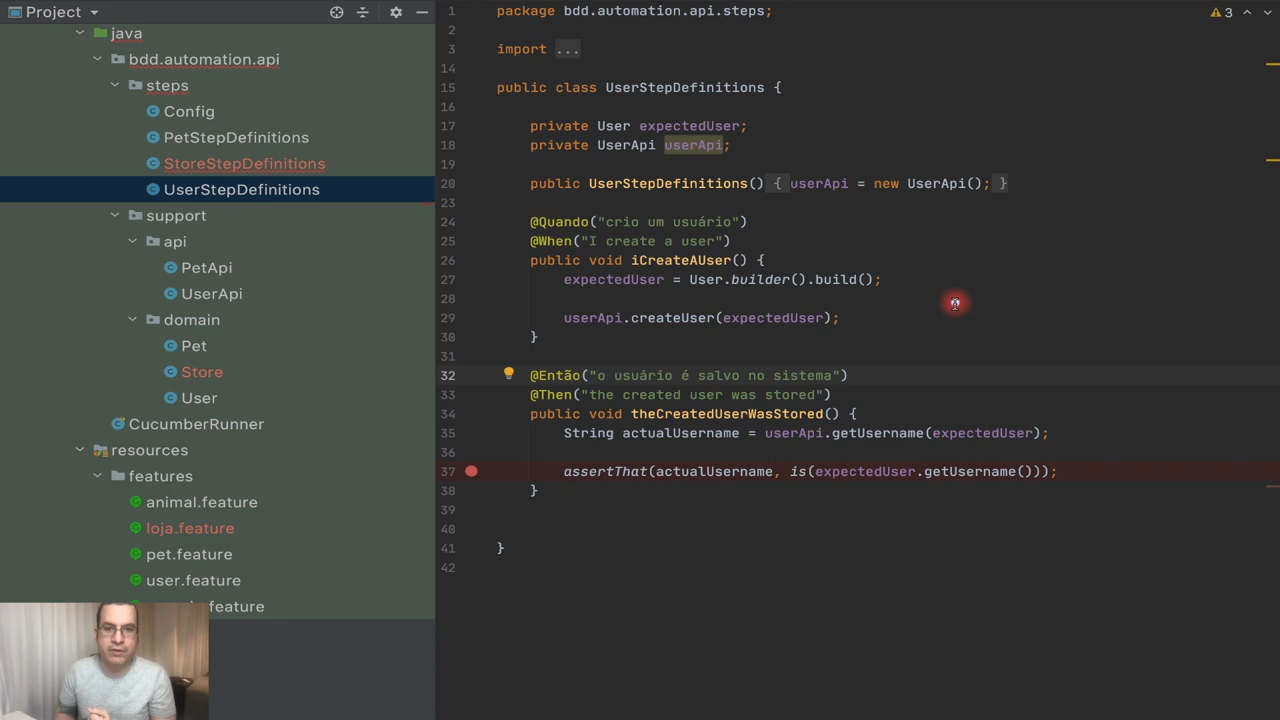 Project
java
bdd.automation.api
steps
Config
PetStepDefinitions
StoreStepDefinitions
UserStepDefinitions
support
api
PetApi
UserApi
domain
Pet
Store
User
CucumberRunner
resources
features
animal.feature
loja.feature
pet.feature
user.feature
feature
1 package bdd.automation.api.steps;
2
3 import ...
14
15 public class UserStepDefinitions {
16
17 private User expectedUser;
18 private UserApi userApi;
19
20 public UserStepDefinitions() { userApi = new UserApi(); }
23
24 @Quando("crio um usuário")
25 @When("I create a user")
26 public void iCreateAUser() {
27 expectedUser = User.builder().build();
28
29 userApi.createUser(expectedUser);
30 }
31
32 @Então("o usuário é salvo no sistema")
33 @Then("the created user was stored")
34 public void theCreatedUserWasStored() {
35 String actualUsername = userApi.getUsername(expectedUser);
36
37 assertThat(actualUsername, is(expectedUser.getUsername()));
38 }
39
40
41 }
42
3